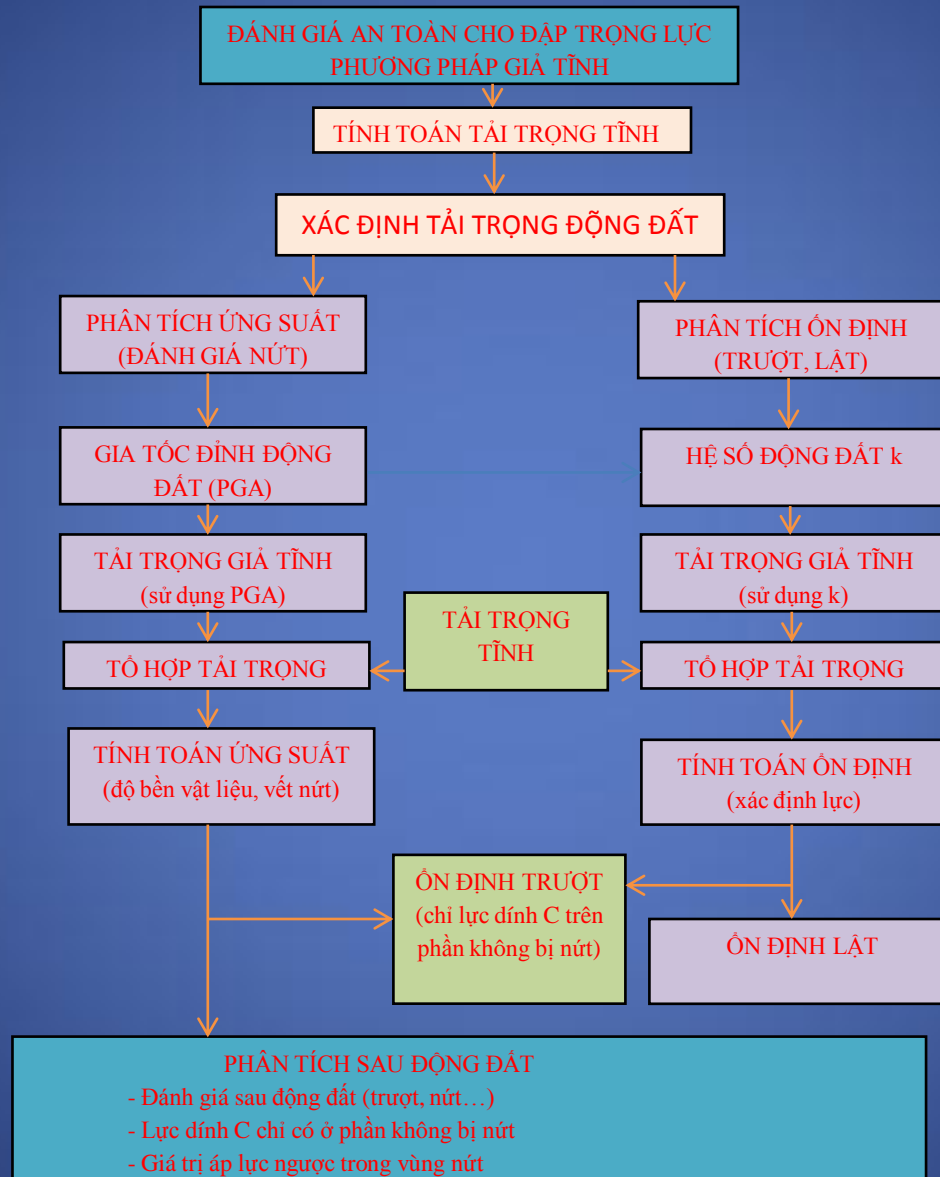 ĐÁNH GIÁ AN TOÀN CHO ĐẬP TRỌNG LỰC
PHƯƠNG PHÁP GIẢ TĨNH
TÍNH TOÁN TẢI TRỌNG TĨNH
XÁC ĐỊNH TẢI TRỌNG ĐỖNG ĐẤT
PHÂN TÍCH ỨNG SUẤT
(ĐÁNH GIÁ NỨT)
PHÂN TÍCH ỔN ĐỊNH
(TRƯỢT, LẬT)
GIA TỐC ĐỈNH ĐỘNG
ĐẤT (PGA)
HỆ SỐ ĐỘNG ĐẤT k
TẢI TRỌNG GIẢ TĨNH
(sử dụng PGA)
TẢI TRỌNG GIẢ TĨNH
(sử dụng k)
TẢI TRỌNG
TĨNH
TỔ HỢP TẢI TRỌNG
TỔ HỢP TẢI TRỌNG
TÍNH TOÁN ỨNG SUẤT
(độ bền vật liệu, vết nứt)
TÍNH TOÁN ỔN ĐỊNH
(xác định lực)
ỔN ĐỊNH TRƯỢT
(chỉ lực dính C trên
phần không bị nứt)
ỔN ĐỊNH LẬT
PHÂN TÍCH SAU ĐỘNG ĐẤT
- Đánh giá sau động đất (trượt, nứt…)
- Lực dính C chỉ có ở phần không bị nứt
- Giá trị áp lực ngược trong vùng nứt